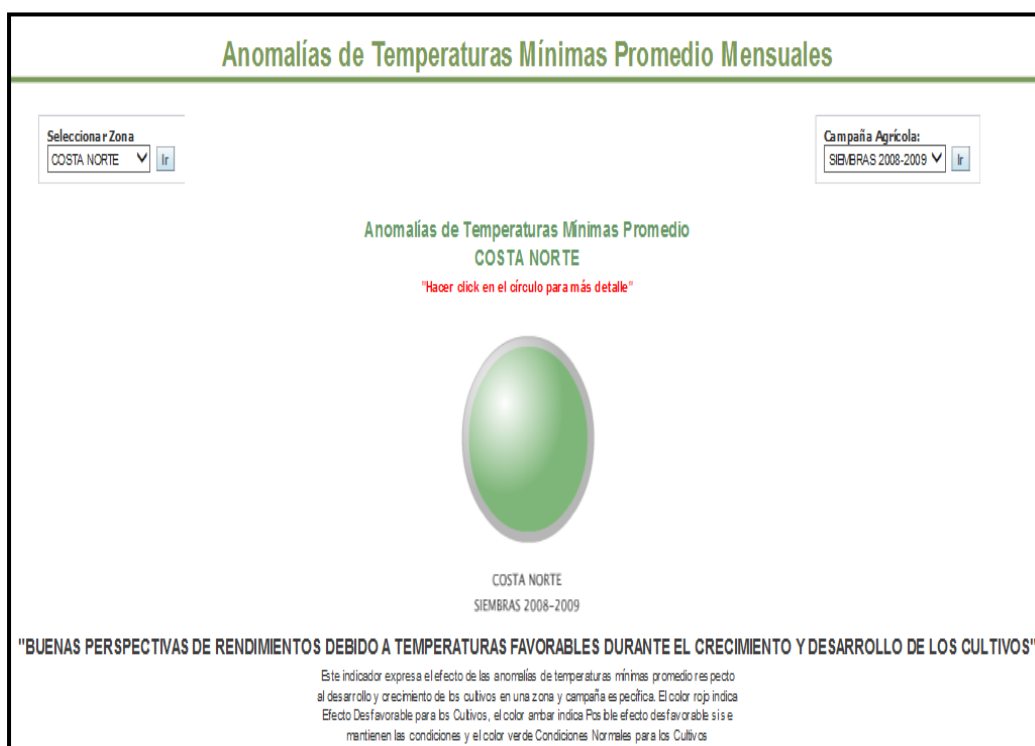 Anomalías de Temperaturas Mínimas Promedio Mensuales
Seleccionar Zona
COSTA NORTE
Ir
Campaña Agrícola:
SIEMBRAS 2008-2009
Ir
Anomalías de Temperaturas Mínimas Promedio
COSTA NORTE
"Hacer click en el círculo para más detalle"
COSTA NORTE
SIEMBRAS 2008-2009
"BUENAS PERSPECTIVAS DE RENDIMIENTOS DEBIDO A TEMPERATURAS FAVORABLES DURANTE EL CRECIMIENTO Y DESARROLLO DE LOS CULTIVOS"
Este indicador expresa el efecto de las anomalías de temperaturas mínimas promedio respecto
al desarrollo y crecimiento de los cultivos en una zona y campaña específica. El color rojo indica
Efecto Desfavorable para los Cultivos, el color ambar indica Posible efecto desfavorable si se
mantienen las condiciones y el color verde Condiciones Normales para los Cultivos